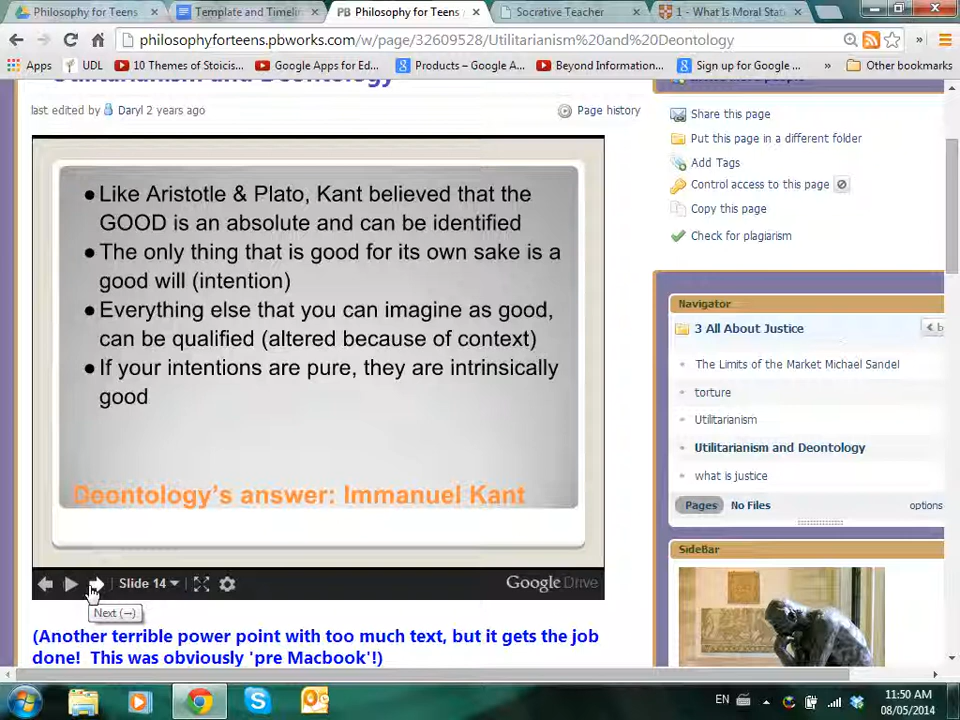 Philosophy for Teens
Template and Timelin
PB Philosophy for Teens
Socrative Teacher
1 - What Is Moral Stat
philosophyforteens.pbworks.com/w/page/32609528/Utilitarianism%20and%20Deontology
Apps
UDL
10 Themes of Stoicis...
Google Apps for Ed...
Products – Google A...
Beyond Information...
Sign up for Google ...
»
Other bookmarks
Utilitarianism and Deontology
last edited by Daryl 2 years ago
Page history
● Like Aristotle & Plato, Kant believed that the
GOOD is an absolute and can be identified
● The only thing that is good for its own sake is a
good will (intention)
● Everything else that you can imagine as good,
can be qualified (altered because of context)
● If your intentions are pure, they are intrinsically
good
Deontology's answer: Immanuel Kant
Slide 14
Google Drive
Next (→)
(Another terrible power point with too much text, but it gets the job
done! This was obviously 'pre Macbook'!)
Share this page
Put this page in a different folder
Add Tags
Control access to this page
Copy this page
Check for plagiarism
Navigator
3 All About Justice
b
The Limits of the Market Michael Sandel
torture
Utilitarianism
Utilitarianism and Deontology
what is justice
Pages
No Files
options
SideBar
EN
11:50 AM
08/05/2014